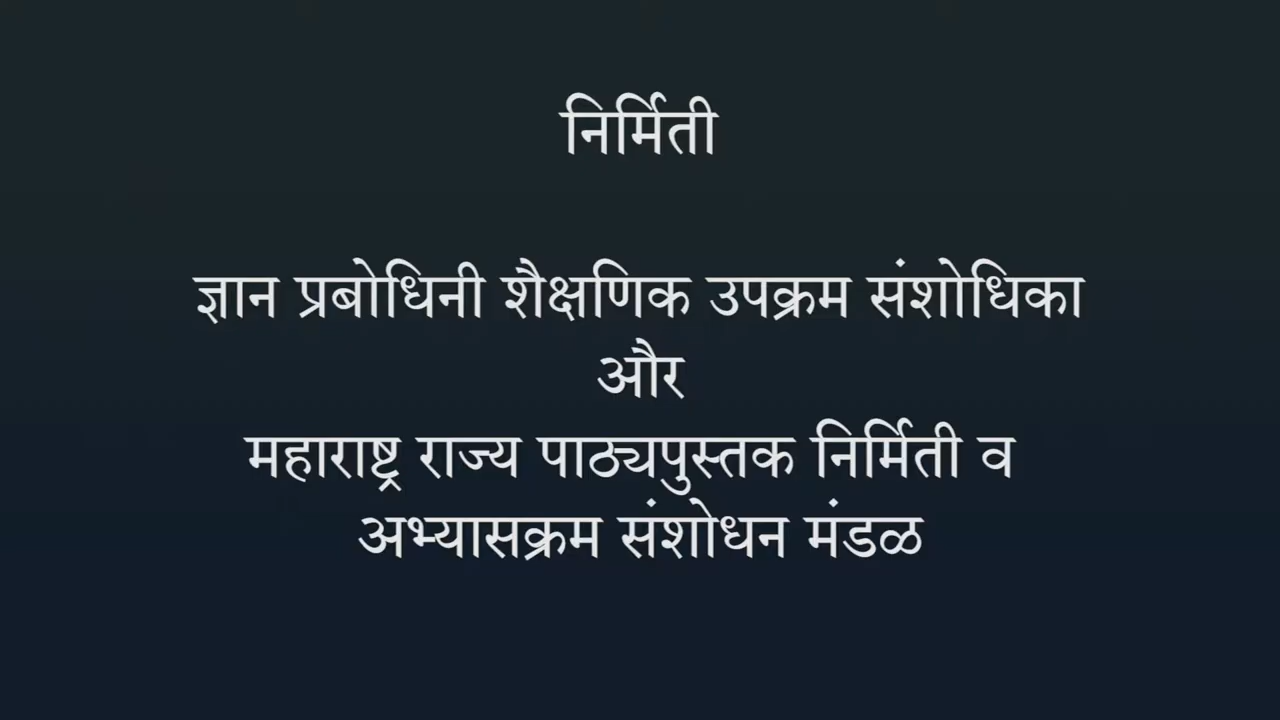 निर्मिती
ज्ञान प्रबोधिनी शैक्षणिक उपक्रम संशोधिका
और
महाराष्ट्र राज्य पाठ्यपुस्तक निर्मिती व
अभ्यासक्रम संशोधन मंडळ